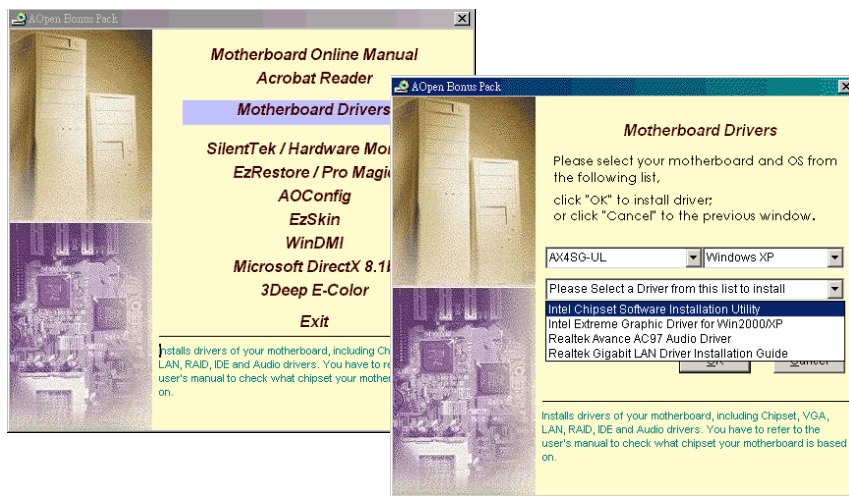 AOpen Bonus Pack
Motherboard Online Manual
Acrobat Reader
Motherboard Drivers
SilentTek / Hardware Mo
EzRestore / Pro Magi
AOConfig
EzSkin
WinDMI
Microsoft DirectX 8.1
3Deep E-Color
Exit
nstalls drivers of your motherboard, including Ch
LAN, RAID, IDE and Audio drivers. You have to re
user's manual to check what chipset your mother
on.
AOpen Bonus Pack
Motherboard Drivers
Please select your motherboard and OS from
the following list,
click "OK" to install driver;
or click "Cancel" to the previous window.
AX4SG-UL
Windows XP
Please Select a Driver from this list to install
Intel Chipset Software Installation Utility
Intel Extreme Graphic Driver for Win2000/XP
Realtek Avance AC97 Audio Driver
Realtek Gigabit LAN Driver Installation Guide
Installs drivers of your motherboard, including Chipset, VGA,
LAN, RAID, IDE and Audio drivers. You have to refer to the
user's manual to check what chipset your motherboard is based
on.